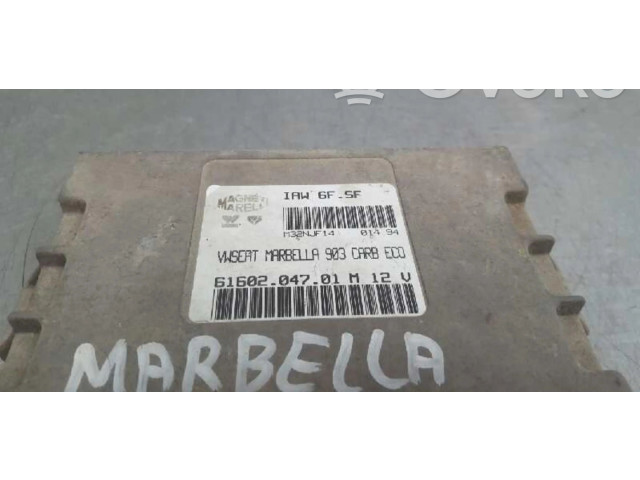 MAGNETI
MARELLI
IAW 6F.SF
M32NJF14 014 94
VWSEAT MARBELLA 903 CARB ECO
61602.047.01 M 12 V
MARBELLA